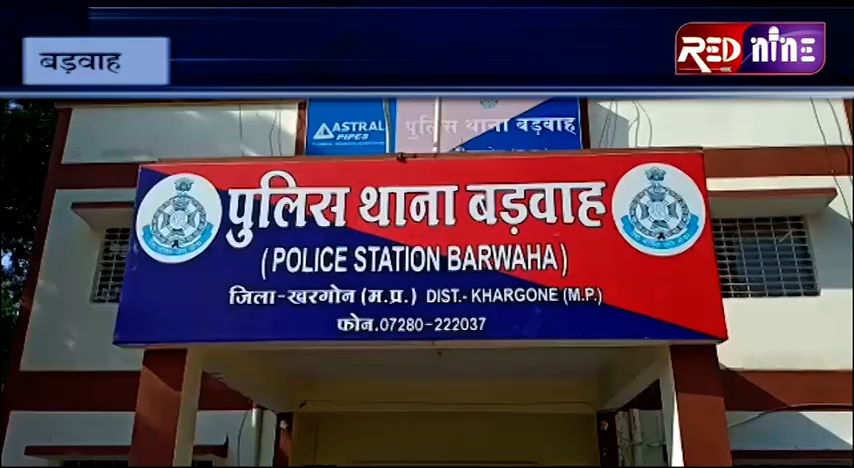 बड़वाह
RED NINE
ASTRAL
PIPES
पुलिस थाना बड़वाह
पुलिस थाना बड़वाह
(POLICE STATION BARWAHA)
जिला-खरगोन (म.प्र.) DIST.- KHARGONE (M.P.)
फोन.07280-222037